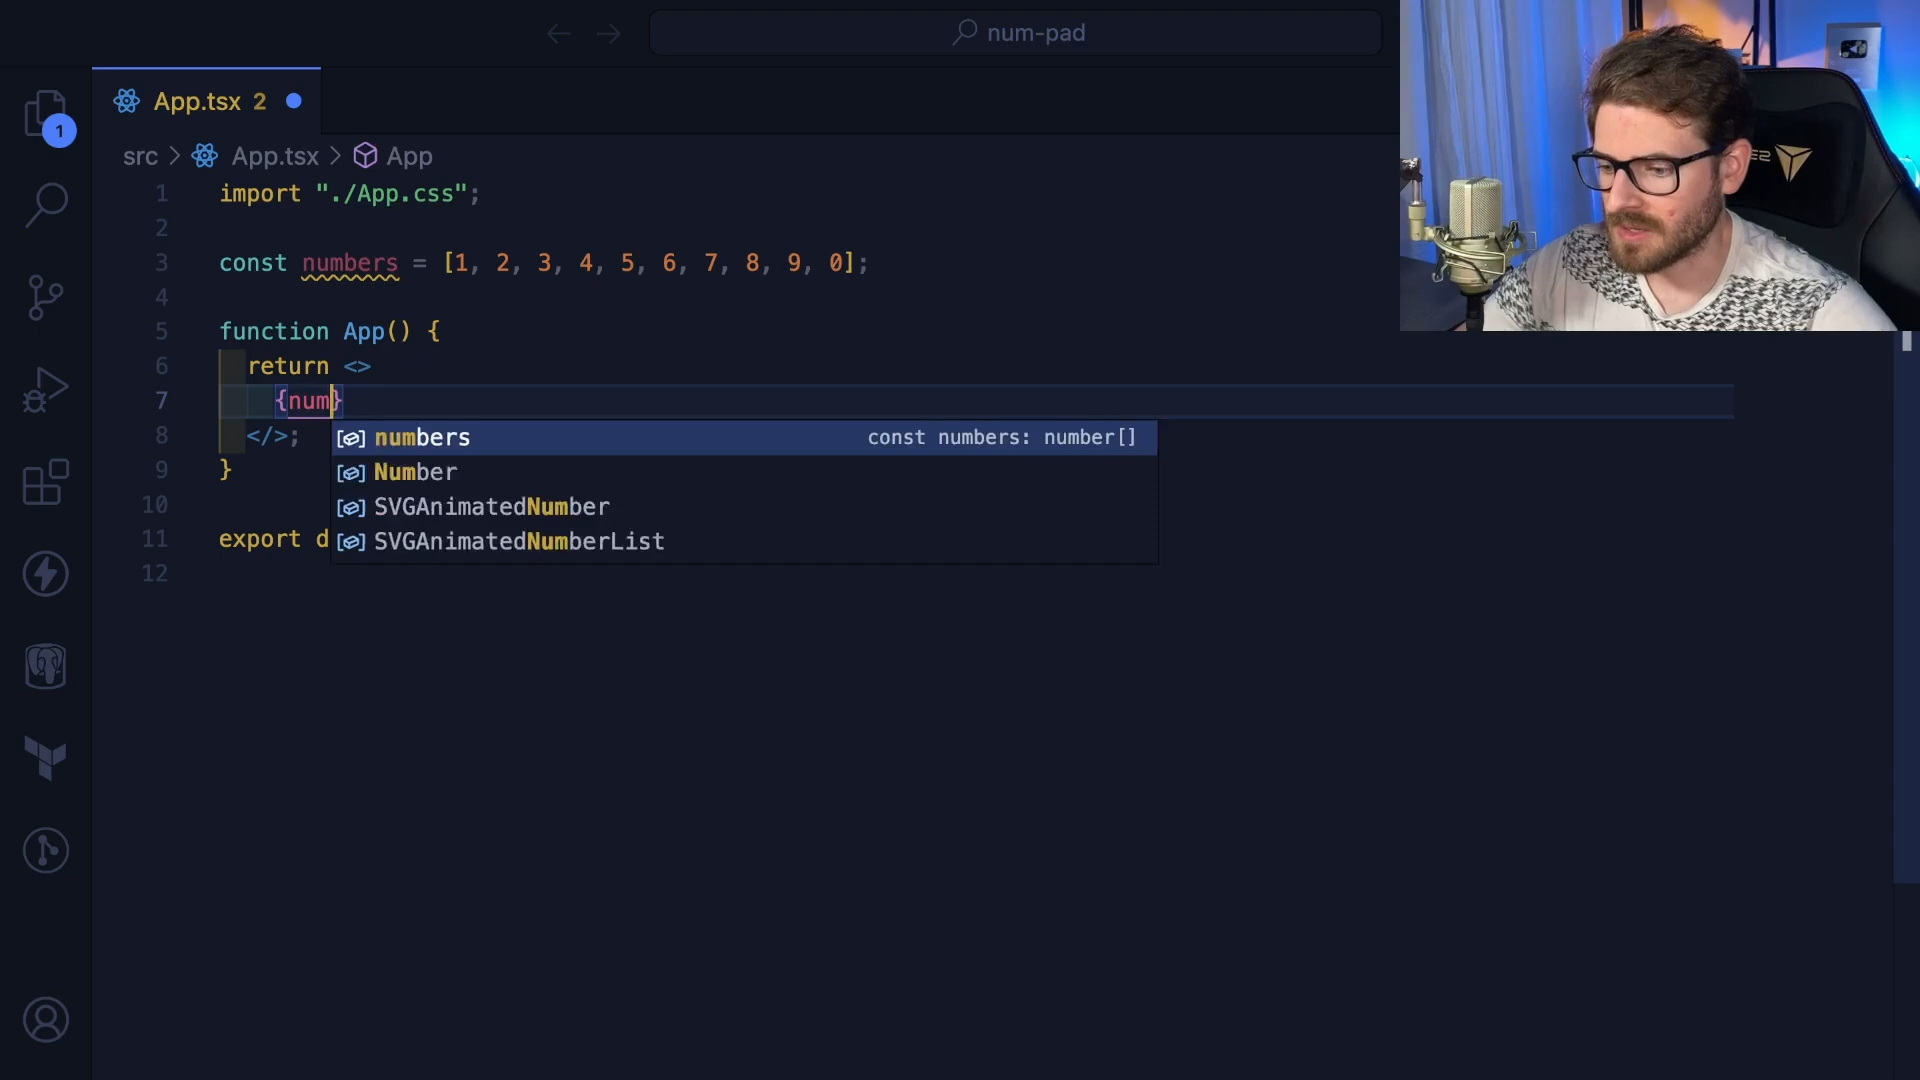 num-pad
App.tsx 2
1
src > App.tsx > App
1 import "./App.css";
2
3 const numbers = [1, 2, 3, 4, 5, 6, 7, 8, 9, 0];
4
5 function App() {
6 return <>
7 {num}
8 </>;
numbers const numbers: number[]
Number
9 }
10
SVGAnimatedNumber
11 export d
SVGAnimatedNumberList
12